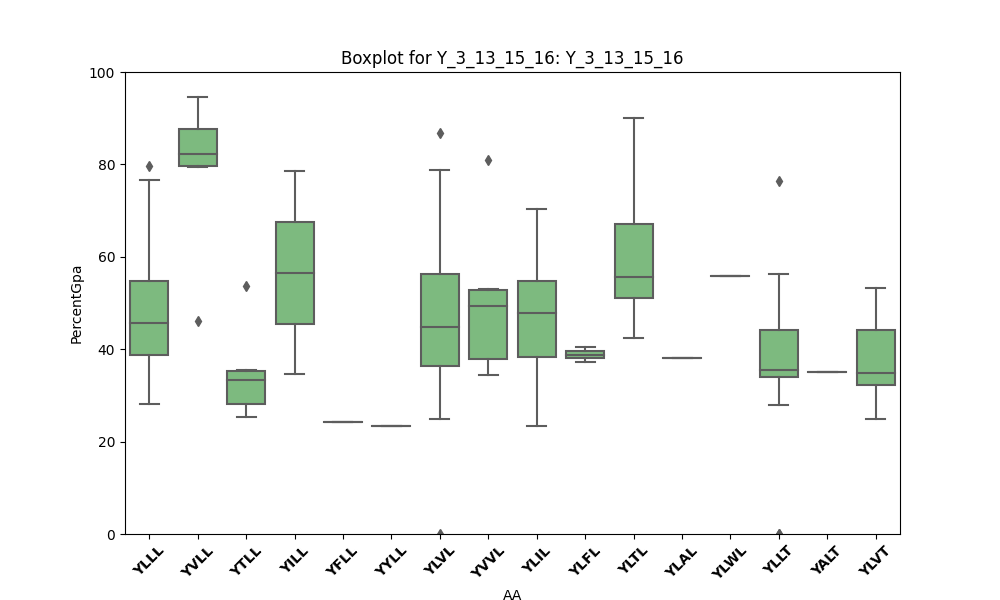 Boxplot for Y_3_13_15_16: Y_3_13_15_16
PercentGpa
100
80
60
40
20
0
YLLL YVLL YTLL YILL YFLL YYLL YLVL YVVL YLIL YLFL YLTL YLAL YLWL YLLT YALT YLVT
AA